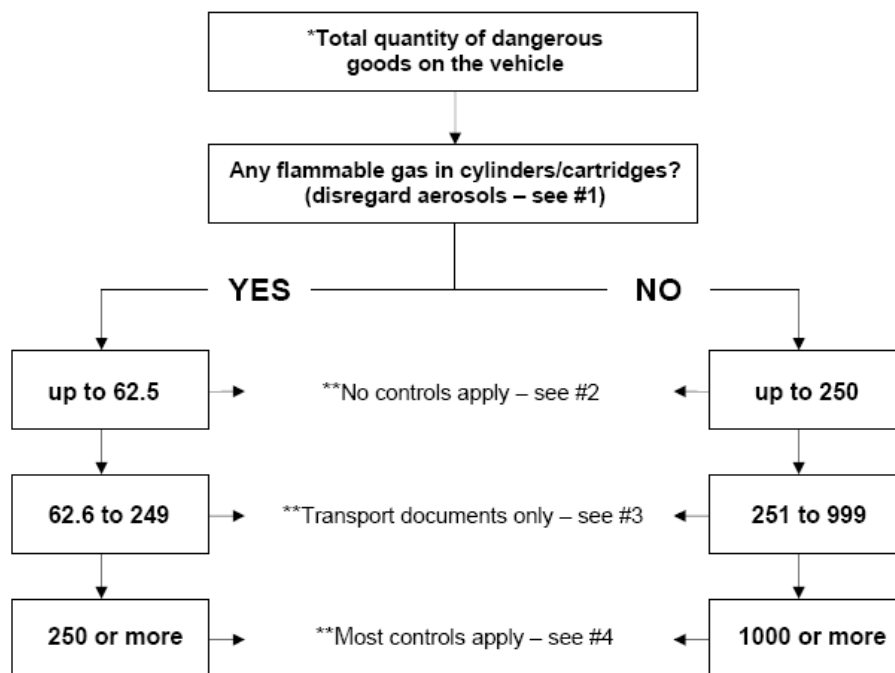 *Total quantity of dangerous
goods on the vehicle
Any flammable gas in cylinders/cartridges?
(disregard aerosols – see #1)
YES
NO
up to 62.5
**No controls apply – see #2
up to 250
62.6 to 249
**Transport documents only – see #3
251 to 999
250 or more
**Most controls apply – see #4
1000 or more